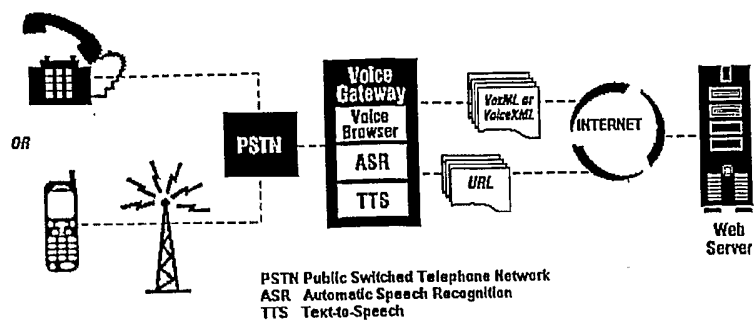 OR
PSTN
Voice
Gateway
Voice
Browser
ASR
TTS
VoxML or
VoiceXML
URL
INTERNET
Web
Server
PSTN Public Switched Telephone Network
ASR Automatic Speech Recognition
TTS Text-to-Speech